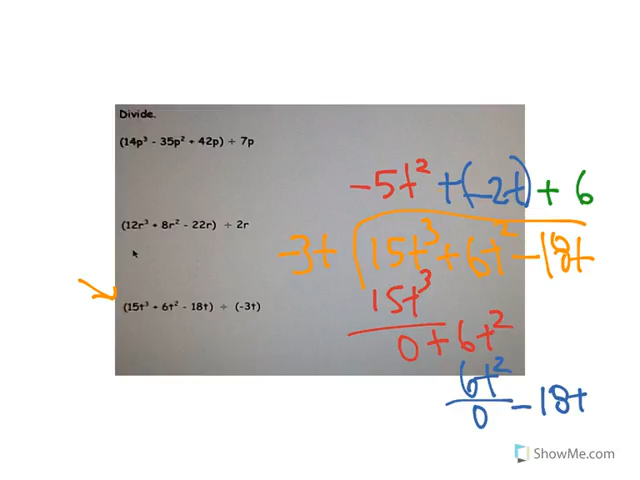 Divide.
(14p³ - 35p² + 42p) ÷ 7p
-5t² + (-2t) + 6
(12r³ + 8r² - 22r) ÷ 2r
-3t 15t³ + 6t² - 18t
15t³
(15t³ + 6t² - 18t) ÷ (-3t)
0 + 6t²
6t²
0 - 18t
ShowMe.com